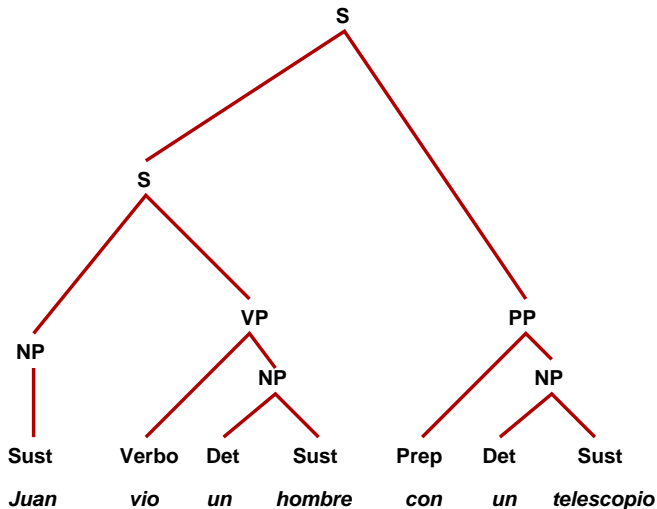 S
S
VP PP
NP
NP NP
Sust Verbo Det Sust Prep Det Sust
Juan vio un hombre con un telescopio